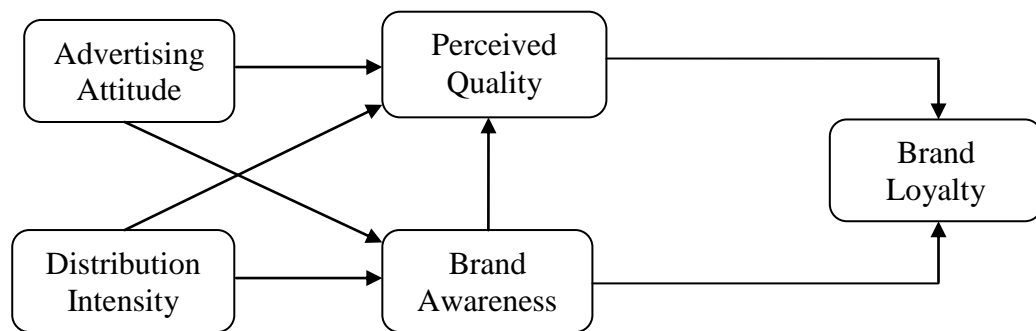 Advertising
Attitude
Perceived
Quality
Brand
Loyalty
Distribution
Intensity
Brand
Awareness